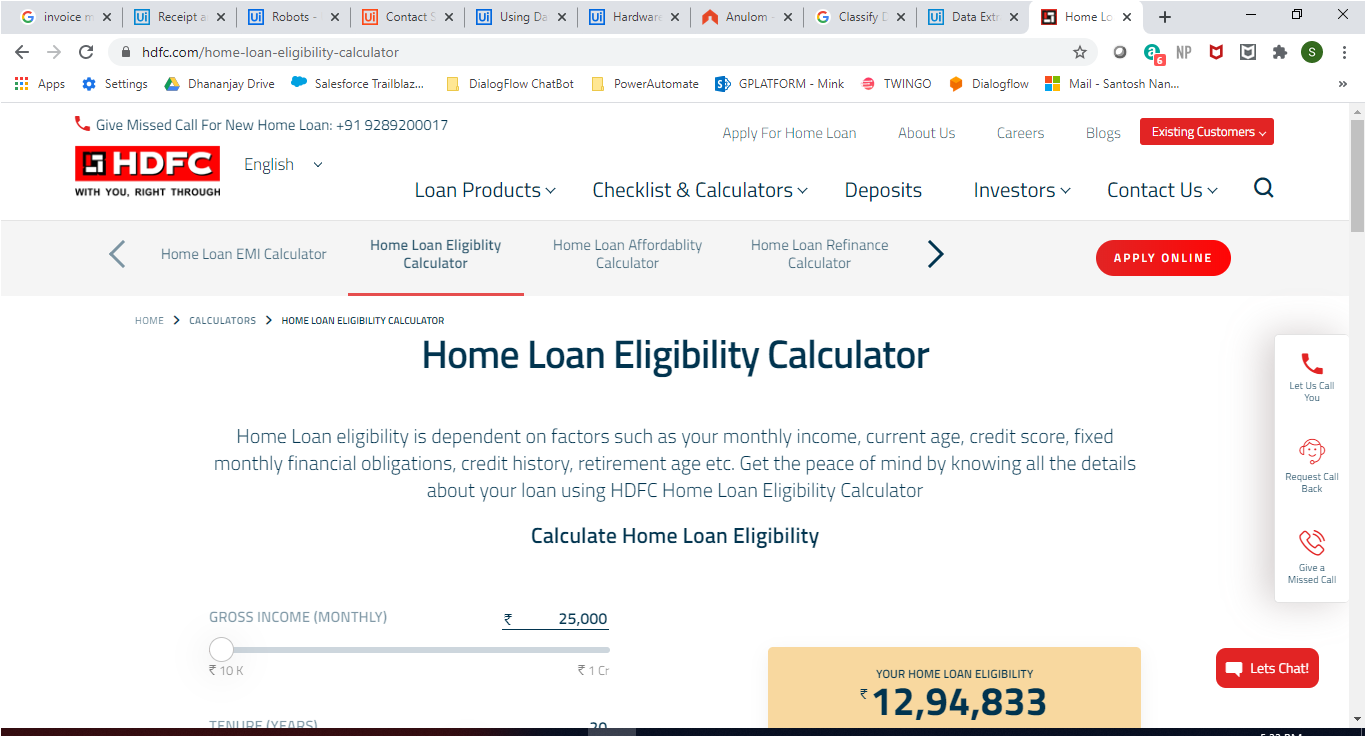 invoice m
Receipt a
Robots -
Contact S
Using Da
Hardware
Anulom -
Classify D
Data Extr
Home Lo
hdfc.com/home-loan-eligibility-calculator
6
NP
S
Apps
Settings
Dhananjay Drive
Salesforce Trailblaz...
DialogFlow ChatBot
PowerAutomate
GPLATFORM - Mink
TWINGO
Dialogflow
Mail - Santosh Nan...
»
Give Missed Call For New Home Loan: +91 9289200017
Apply For Home Loan
About Us
Careers
Blogs
Existing Customers
HDFC
WITH YOU, RIGHT THROUGH
English
Loan Products
Checklist & Calculators
Deposits
Investors
Contact Us
Home Loan EMI Calculator
Home Loan Eligiblity
Calculator
Home Loan Affordablity
Calculator
Home Loan Refinance
Calculator
APPLY ONLINE
HOME > CALCULATORS > HOME LOAN ELIGIBILITY CALCULATOR
Home Loan Eligibility Calculator
Home Loan eligibility is dependent on factors such as your monthly income, current age, credit score, fixed
monthly financial obligations, credit history, retirement age etc. Get the peace of mind by knowing all the details
about your loan using HDFC Home Loan Eligibility Calculator
Calculate Home Loan Eligibility
Let Us Call
You
Request Call
Back
Give a
Missed Call
GROSS INCOME (MONTHLY)
₹ 25,000
₹ 10 K
₹ 1 Cr
YOUR HOME LOAN ELIGIBILITY
₹12,94,833
Lets Chat!
TENURE (YEARS)
20